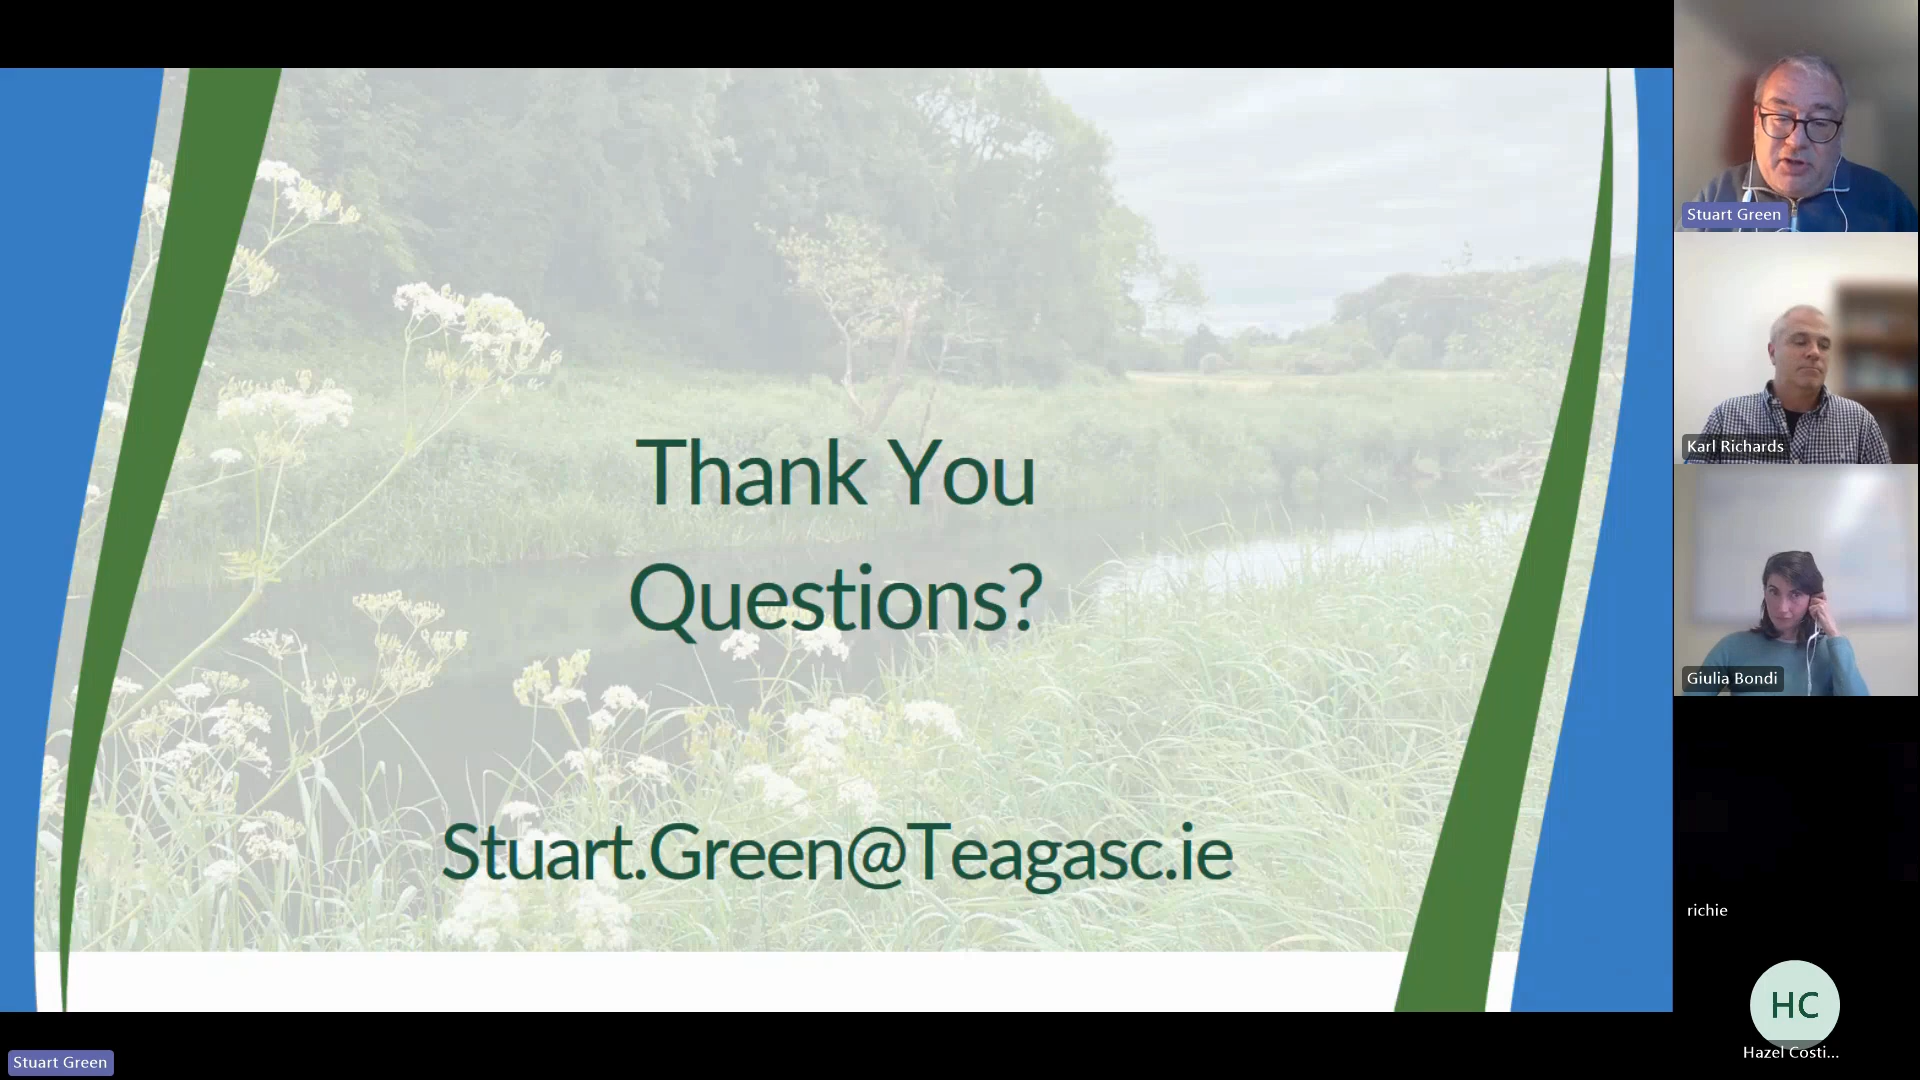 Thank You
Questions?
Stuart.Green@Teagasc.ie
Stuart Green
Stuart Green
Karl Richards
Giulia Bondi
richie
HC
Hazel Costi...